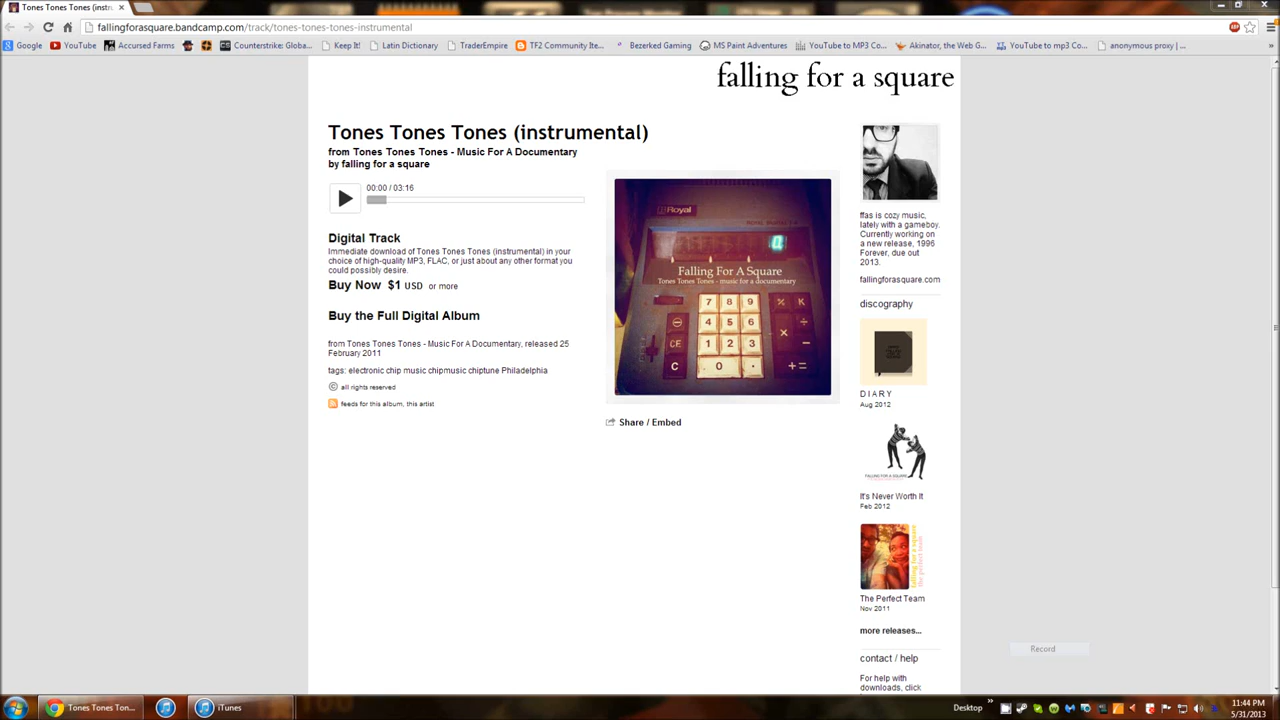 Tones Tones Tones (instru
fallingforasquare.bandcamp.com/track/tones-tones-tones-instrumental
Google YouTube Accursed Farms Counterstrike: Globa... Keep It! Latin Dictionary TraderEmpire TF2 Community Ite... Bezerked Gaming MS Paint Adventures YouTube to MP3 Co... Akinator, the Web G... YouTube to mp3 Co... anonymous proxy | ...
falling for a square
Tones Tones Tones (instrumental)
from Tones Tones Tones - Music For A Documentary
by falling for a square
00:00 / 03:16
Digital Track
Immediate download of Tones Tones Tones (instrumental) in your
choice of high-quality MP3, FLAC, or just about any other format you
could possibly desire.
Buy Now $1 USD or more
Buy the Full Digital Album
from Tones Tones Tones - Music For A Documentary, released 25
February 2011
tags: electronic chip music chipmusic chiptune Philadelphia
all rights reserved
feeds for this album, this artist
Royal
0
Falling For A Square
Tones Tones Tones - music for a documentary
7 8 9 % K
4 5 6 ÷
CE 1 2 3 × −
C 0 . +=
Share / Embed
ffas is cozy music,
lately with a gameboy.
Currently working on
a new release, 1996
Forever, due out
2013.
fallingforasquare.com
discography
D I A R Y
Aug 2012
FALLING FOR A SQUARE
It's Never Worth It
Feb 2012
falling for a square
the perfect team
The Perfect Team
Nov 2011
more releases...
contact / help
For help with
downloads, click
Record
Tones Tones Ton... iTunes Desktop »
11:44 PM
5/31/2013